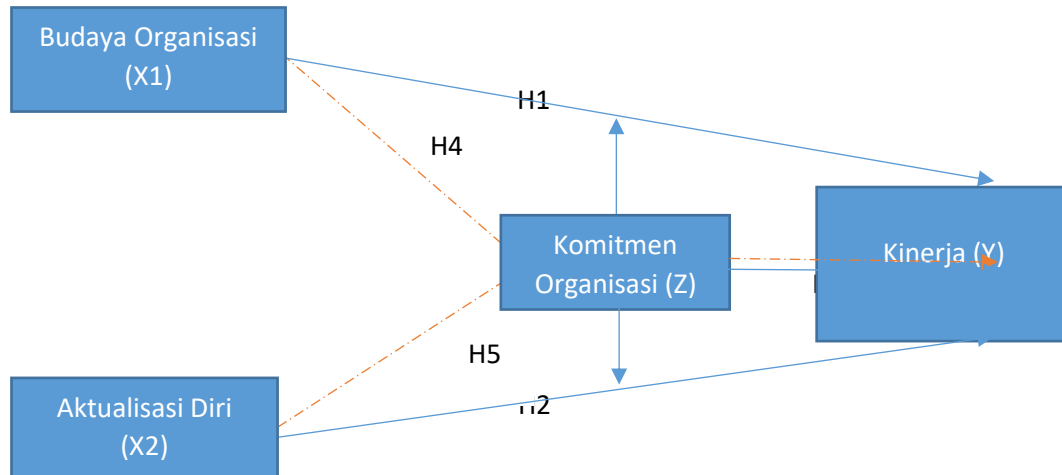 Budaya Organisasi
(X1)
H1
H4
Komitmen
Organisasi (Z)
Kinerja (Y)
H5
H2
Aktualisasi Diri
(X2)